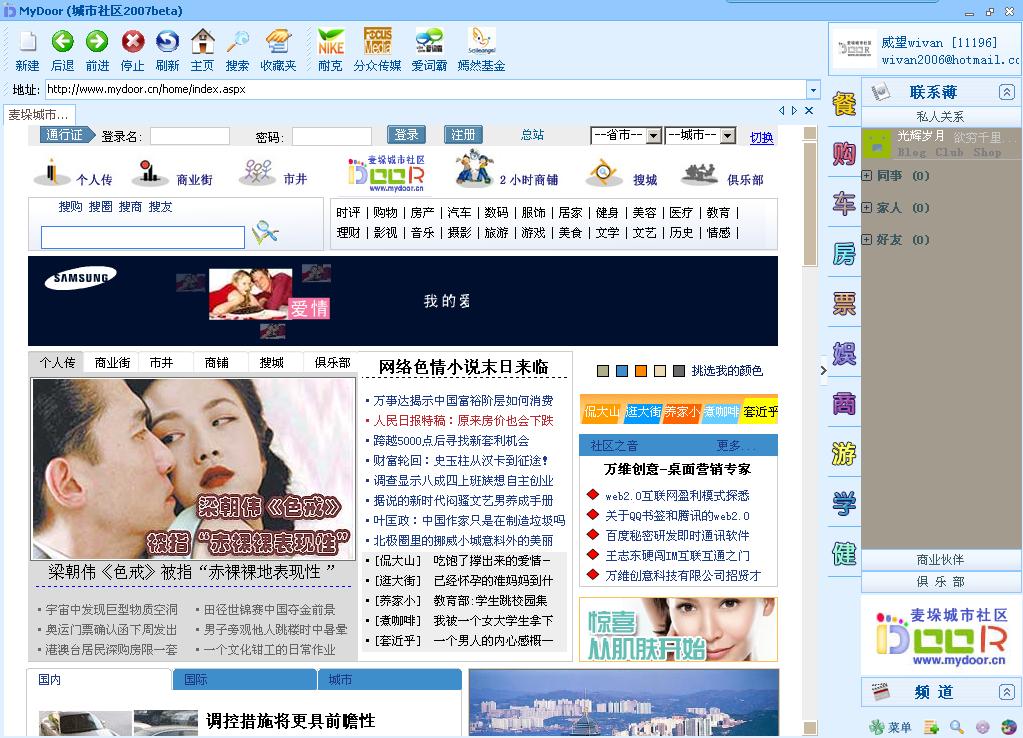 MyDoor (城市社区2007beta)
新建 后退 前进 停止 刷新 主页 搜索 收藏夹 耐克 分众传媒 爱词霸 嫣然基金
NIKE FOCUS Media 爱词霸
地址: http://www.mydoor.cn/home/index.aspx
麦垛城市...
通行证 登录名: 密码: 登录 注册 总站 --省市-- --城市-- 切换
个人传 商业街 市井 麦垛城市社区 DOOR www.mydoor.cn 2小时商铺 搜城 俱乐部
搜购 搜圈 搜商 搜友
时评 | 购物 | 房产 | 汽车 | 数码 | 服饰 | 居家 | 健身 | 美容 | 医疗 | 教育 |
理财 | 影视 | 音乐 | 摄影 | 旅游 | 游戏 | 美食 | 文学 | 文艺 | 历史 | 情感 |
SAMSUNG 爱情 我的爱
个人传 商业街 市井 商铺 搜城 俱乐部
梁朝伟《色戒》
被指“赤裸裸表现性”
梁朝伟《色戒》被指“赤裸裸地表现性”
宇宙中发现巨型物质空洞
田径世锦赛中国夺金前景
奥运门票确认函下周发出
男子旁观他人跳楼时中暑晕
港澳台居民深购房限一套
一个文化钳工的日常作业
网络色情小说末日来临
万事达揭示中国富裕阶层如何消费
人民日报特稿：原来房价也会下跌
跨越5000点后寻找新套利机会
财富轮回：史玉柱从汉卡到征途!
调查显示八成四上班族想自主创业
据说的新时代闷骚文艺男养成手册
叶匡政：中国作家只是在制造垃圾吗
北极圈里的挪威小城意料外的美丽
[侃大山] 吃饱了撑出来的爱情—
[逛大街] 已经怀孕的雅妈妈到什
[养家小] 教育部:学生跳校园集
[煮咖啡] 我被一个女大学生拿下
[套近乎] 一个男人的内心感概一
挑选我的颜色
侃大山 逛大街 养家小 煮咖啡 套近乎
社区之音 更多...
万维创意-桌面营销专家
web2.0互联网盈利模式探悉
关于QQ书签和腾讯的web2.0
百度秘密研发即时通讯软件
王志东硬闯IM互联互通之门
万维创意科技有限公司招贤才
惊喜
从肌肤开始
国内 国际 城市
调控措施将更具前瞻性
威望wivan [11196]
wivan2006@hotmail.co
餐
购
车
房
票
娱
商
游
学
健
联系薄
私人关系
光辉岁月 欲穷千里...
Blog Club Shop
同事 (0)
家人 (0)
好友 (0)
商业伙伴
俱 乐 部
麦垛城市社区
DOOR
www.mydoor.cn
频 道
菜单